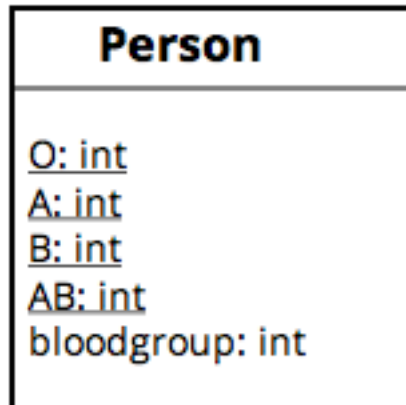 Person
O: int
A: int
B: int
AB: int
bloodgroup: int